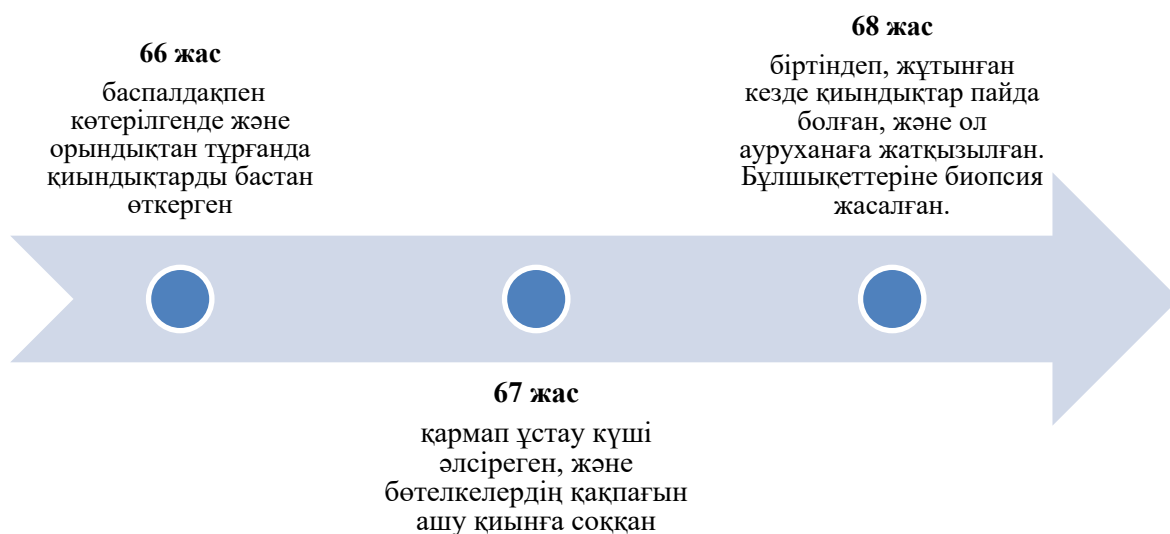 66 жас
баспалдақпен
көтерілгенде және
орындықтан тұрғанда
қиындықтарды бастан
өткерген
67 жас
қармап ұстау күші
әлсіреген, және
бөтелкелердің қақпағын
ашу қиынға соққан
68 жас
біртіндеп, жұтынған
кезде қиындықтар пайда
болған, және ол
ауруханаға жатқызылған.
Бұлшықеттеріне биопсия
жасалған.